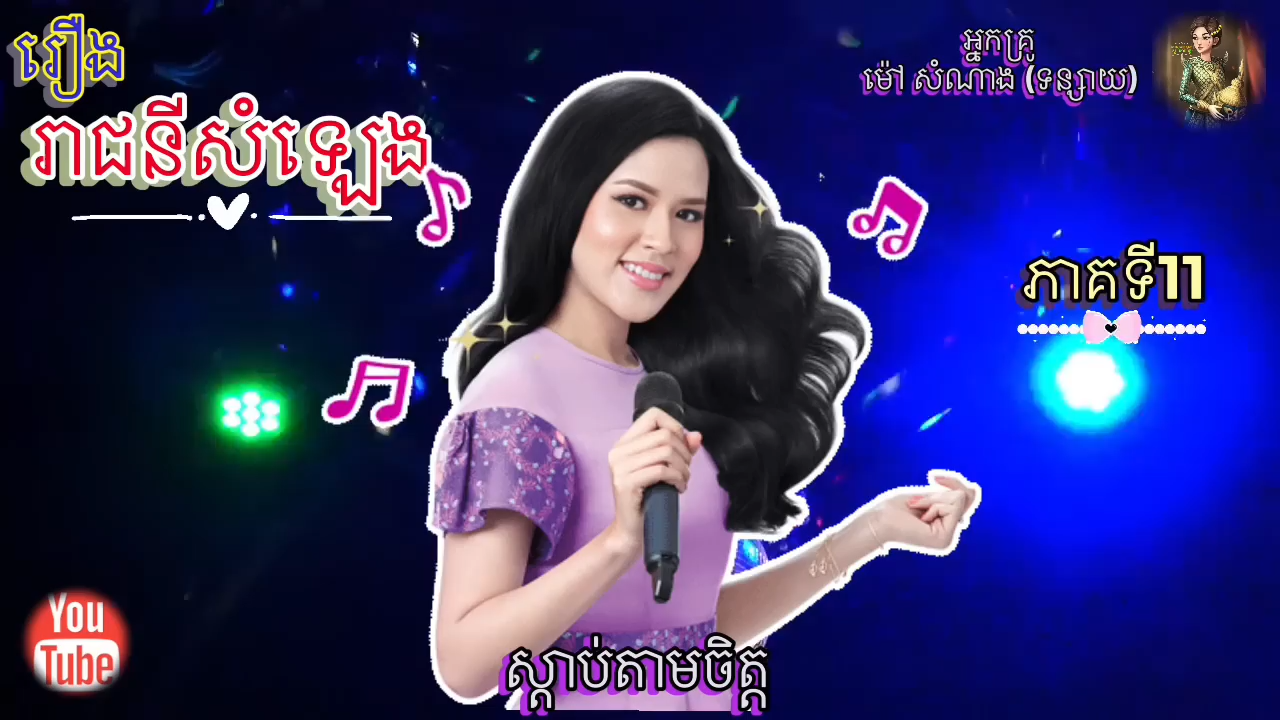 រឿង
រាជនីសំឡេង
អ្នកគ្រូ
ម៉ៅ សំណាង (ទន្សាយ)
ភាគទី11
You
Tube
ស្តាប់តាមចិត្ត